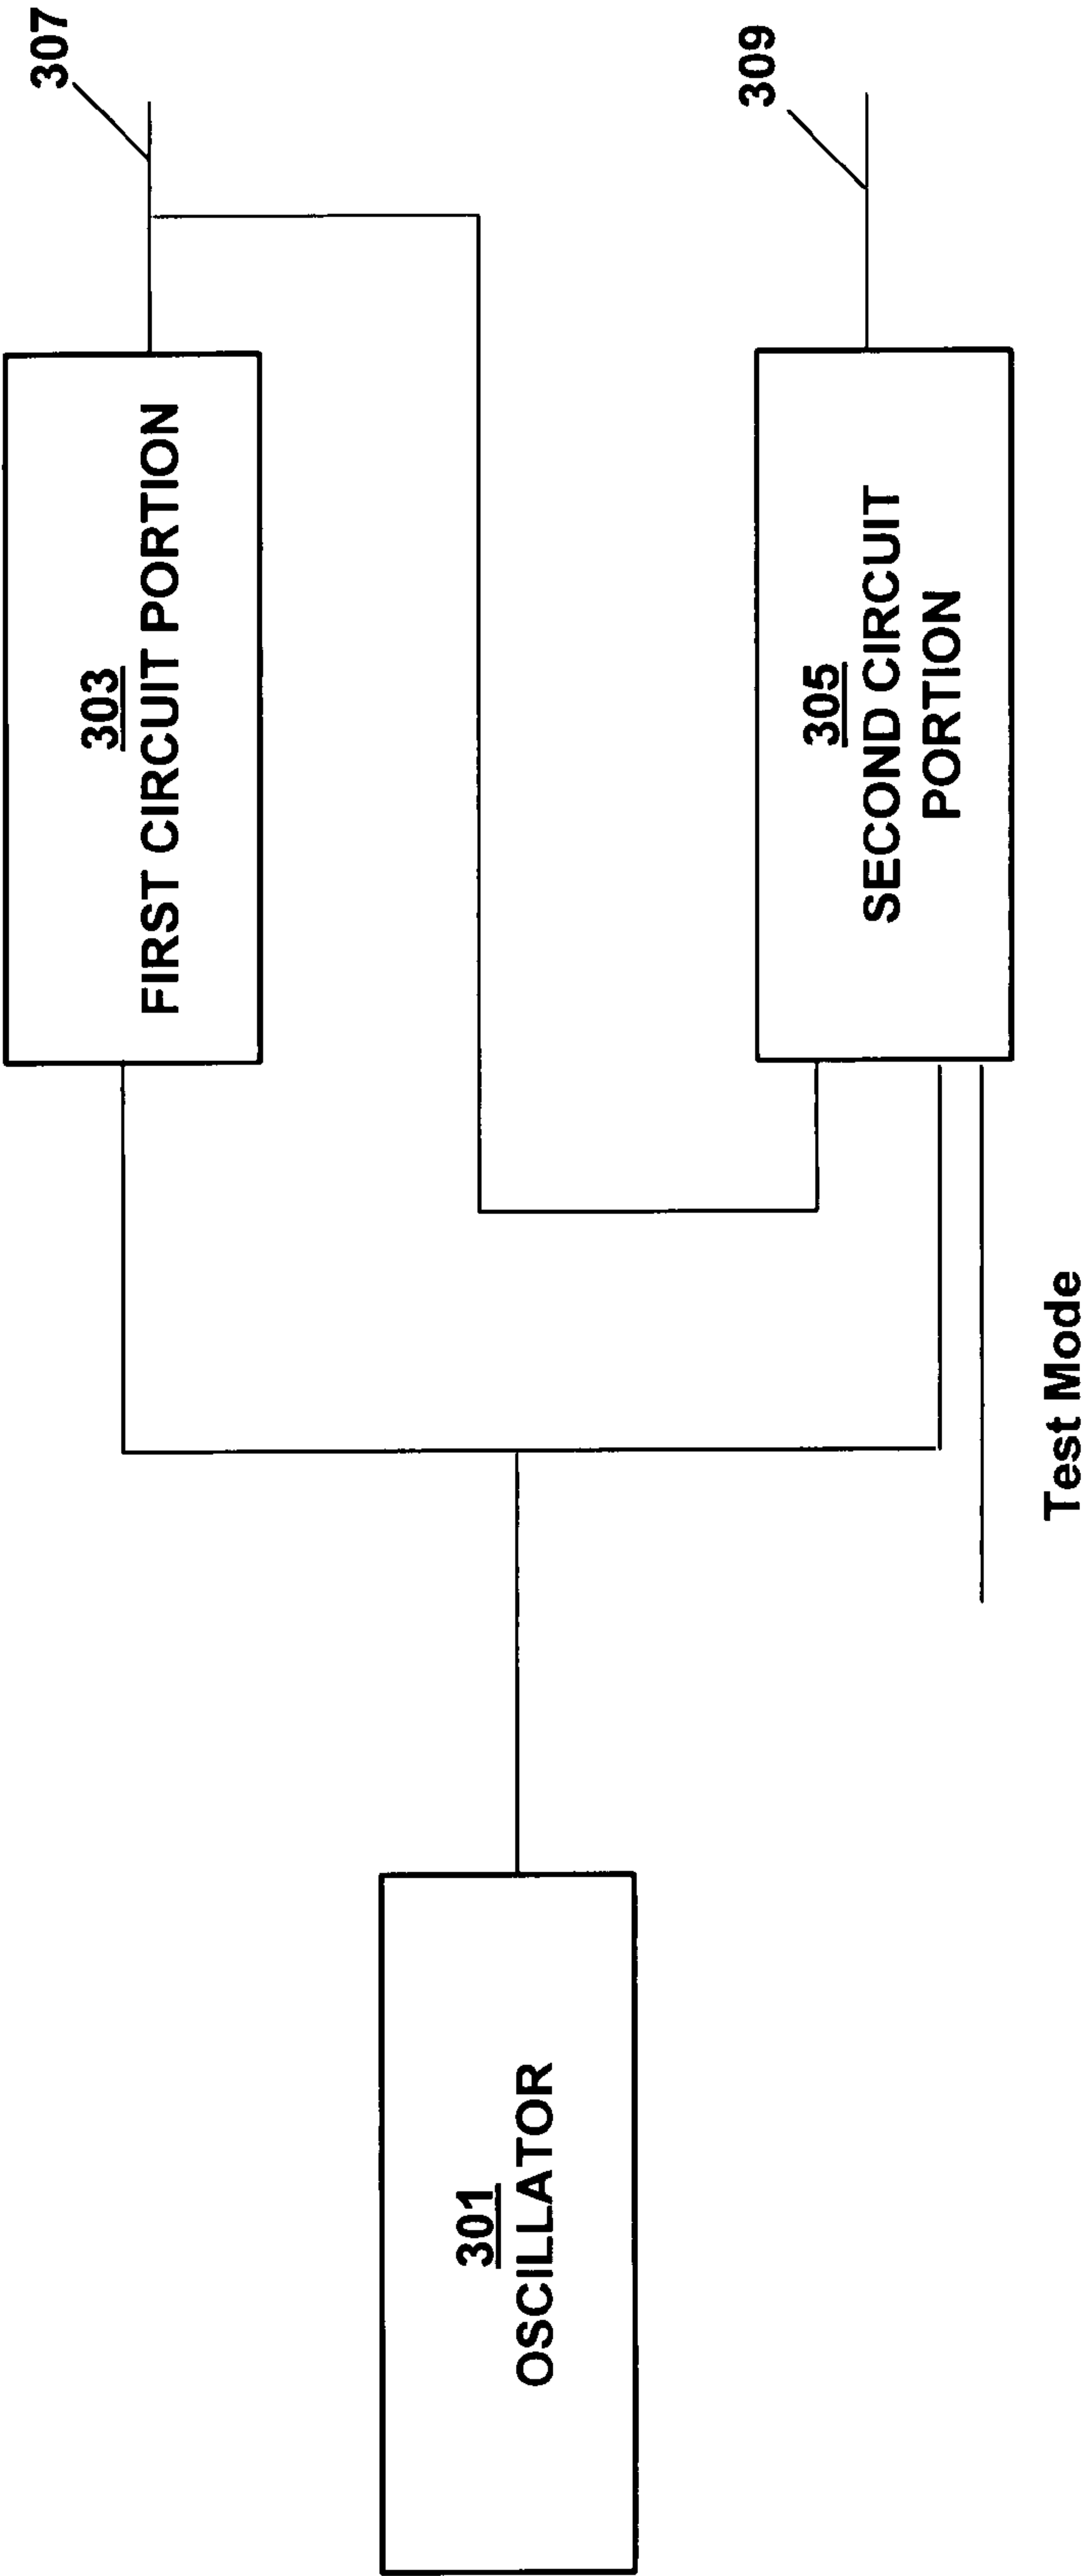 307
303
FIRST CIRCUIT PORTION
301
OSCILLATOR
309
305
SECOND CIRCUIT
PORTION
Test Mode